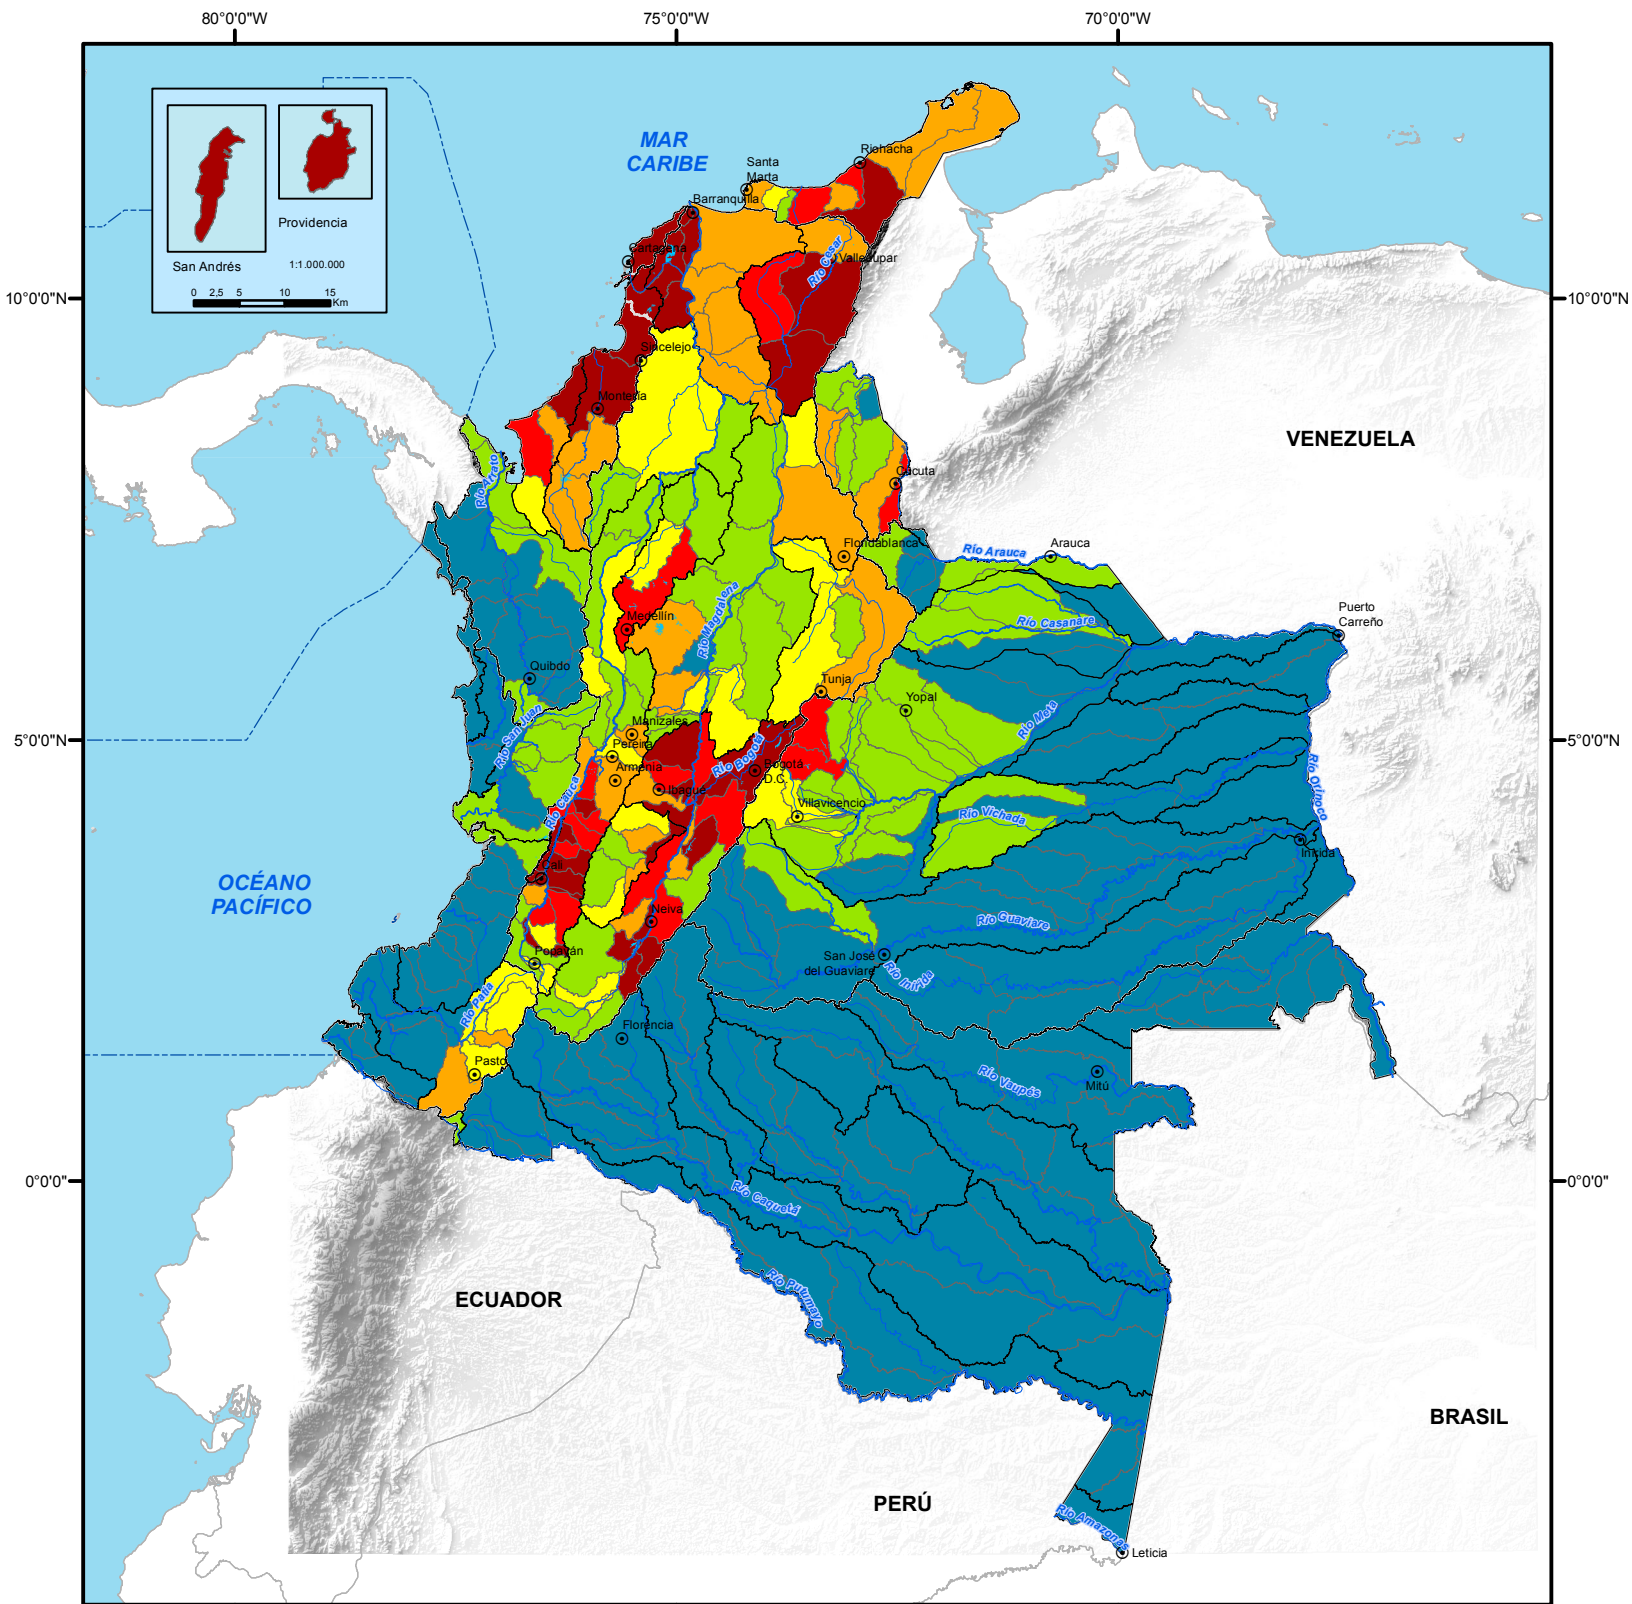 80°0'0"W
75°0'0"W
70°0'0"W
MAR
CARIBE
Riohacha
Santa
Marta
Barranquilla
Providencia
Cartagena
Río Cesar
Valledupar
San Andrés
1:1.000.000
0 2,5 5 10 15
Km
10°0'0"N
10°0'0"N
Sincelejo
Montería
VENEZUELA
Río Atrato
Cúcuta
Floridablanca
Río Arauca
Arauca
Puerto
Carreño
Medellín
Río Magdalena
Río Casanare
Quibdo
Tunja
Yopal
Río San Juan
Río Meta
Manizales
5°0'0"N
5°0'0"N
Pereira
Río Bogotá
Bogotá
D.C.
Armenia
Ibagué
Río Cauca
Río Orinoco
Villavicencio
Río Vichada
Inírida
Cali
OCÉANO
PACÍFICO
Neiva
Río Guaviare
Popayán
San José
del Guaviare
Río Inírida
Río Patía
Florencia
Pasto
Río Vaupés
Mitú
0°0'0"
0°0'0"
Río Caquetá
Río Putumayo
ECUADOR
BRASIL
PERÚ
Río Amazonas
Leticia